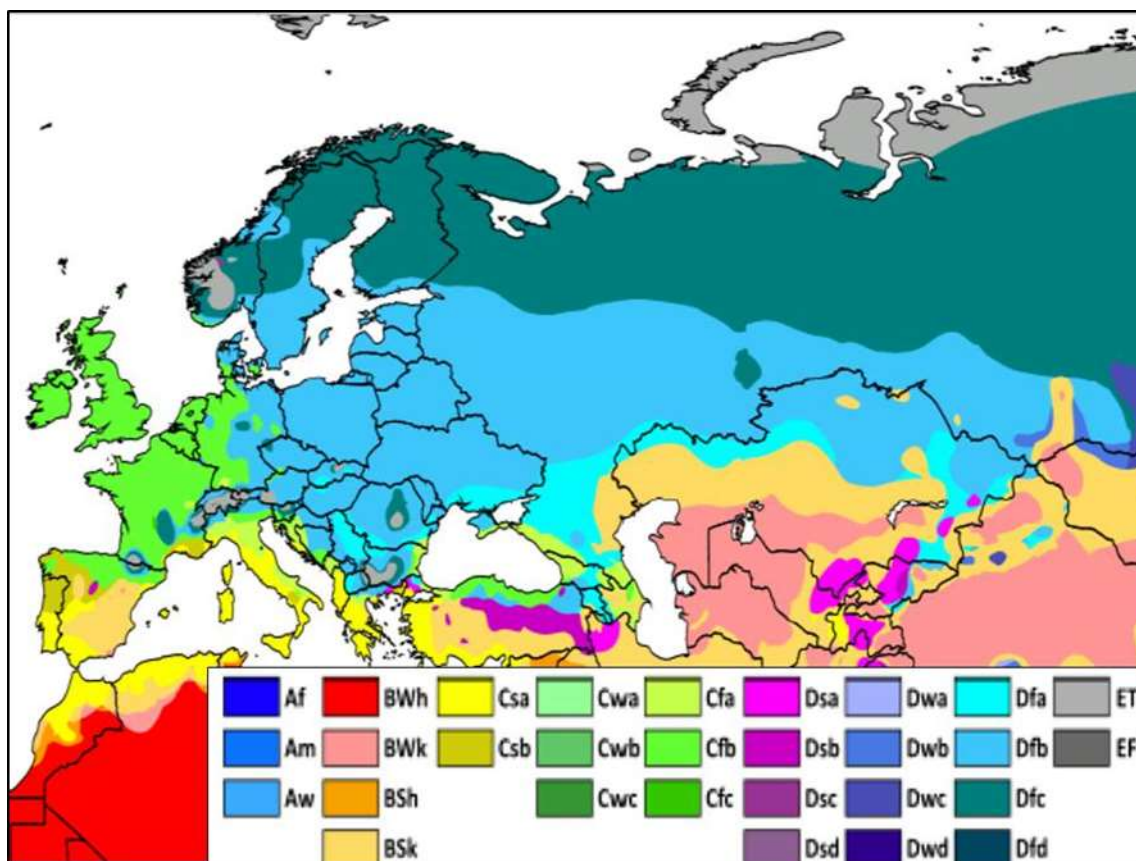 Af BWh Csa Cwa Cfa Dsa Dwa Dfa ET
Am BWk Csb Cwb Cfb Dsb Dwb Dfb EF
Aw BSh Cwc Cfc Dsc Dwc Dfc
BSk Dsd Dwd Dfd